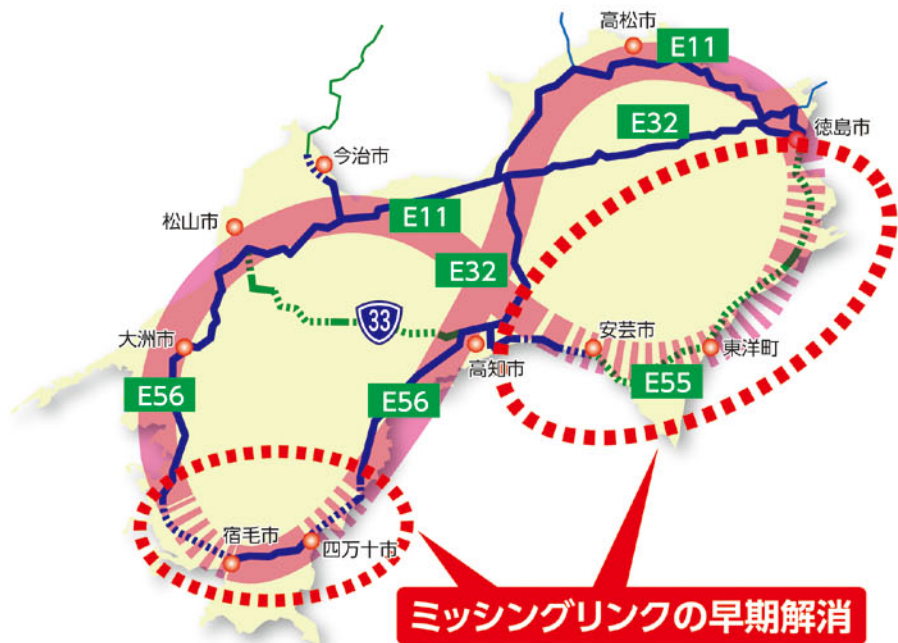 高松市
E11
E32
徳島市
今治市
松山市
E11
E32
33
大洲市
安芸市
東洋町
高知市
E55
E56
E56
宿毛市
四万十市
ミッシングリンクの早期解消